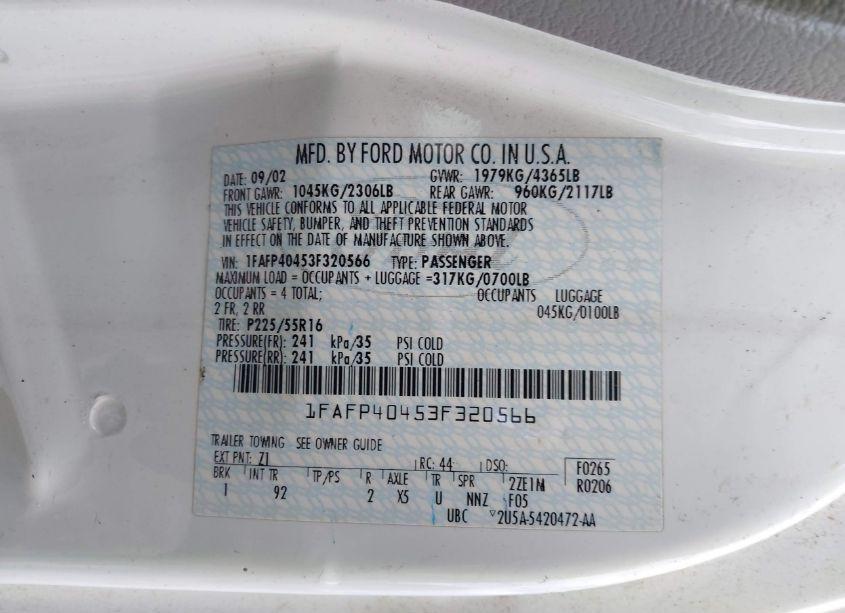 MFD. BY FORD MOTOR CO. IN U.S.A.
DATE: 09/02 GVWR: 1979KG/4365LB
FRONT GAWR: 1045KG/2306LB REAR GAWR: 960KG/2117LB
THIS VEHICLE CONFORMS TO ALL APPLICABLE FEDERAL MOTOR
VEHICLE SAFETY, BUMPER, AND THEFT PREVENTION STANDARDS
IN EFFECT ON THE DATE OF MANUFACTURE SHOWN ABOVE.
VIN: 1FAFP40453F320566 TYPE: PASSENGER
MAXIMUM LOAD = OCCUPANTS + LUGGAGE =317KG/0700LB
OCCUPANTS = 4 TOTAL; OCCUPANTS LUGGAGE
2 FR, 2 RR 045KG/0100LB
TIRE: P225/55R16
PRESSURE(FR): 241 kPa/35 PSI COLD
PRESSURE(RR): 241 kPa/35 PSI COLD
1FAFP40453F320566
TRAILER TOWING SEE OWNER GUIDE
EXT PNT: Z1 RC: 44 DSO: F0265
BRK INT TR TP/PS R AXLE TR SPR 2ZE1M R0206
1 92 2 X5 U NNZ F05
UBC ▽2U5A-5420472-AA